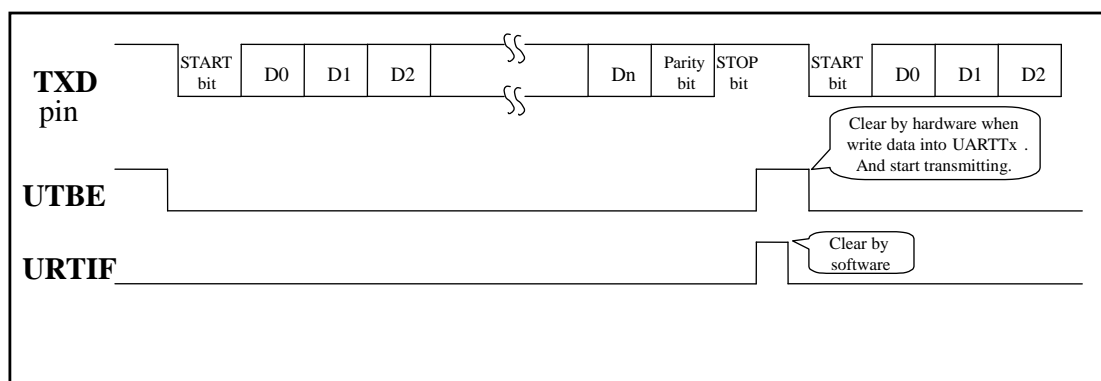 TXD
pin
START
bit
D0
D1
D2
Dn
Parity
bit
STOP
bit
START
bit
D0
D1
D2
Clear by hardware when
write data into UARTTx .
And start transmitting.
UTBE
Clear by
software
URTIF